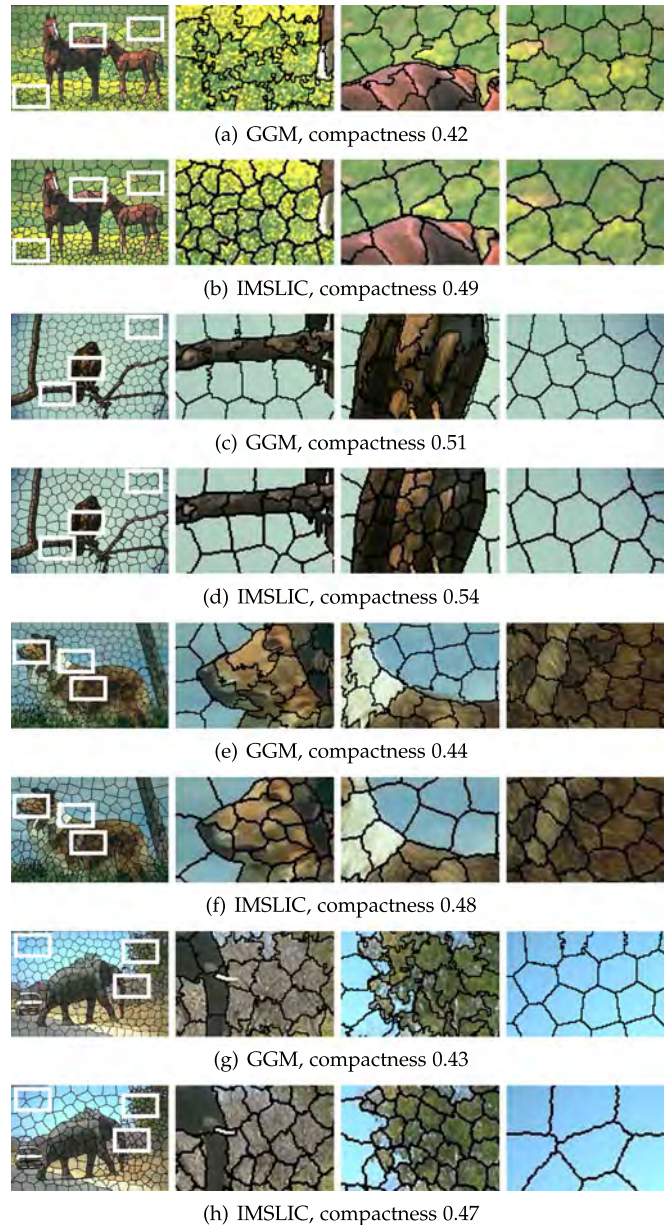 (a) GGM, compactness 0.42
(b) IMSLIC, compactness 0.49
(c) GGM, compactness 0.51
(d) IMSLIC, compactness 0.54
(e) GGM, compactness 0.44
(f) IMSLIC, compactness 0.48
(g) GGM, compactness 0.43
(h) IMSLIC, compactness 0.47